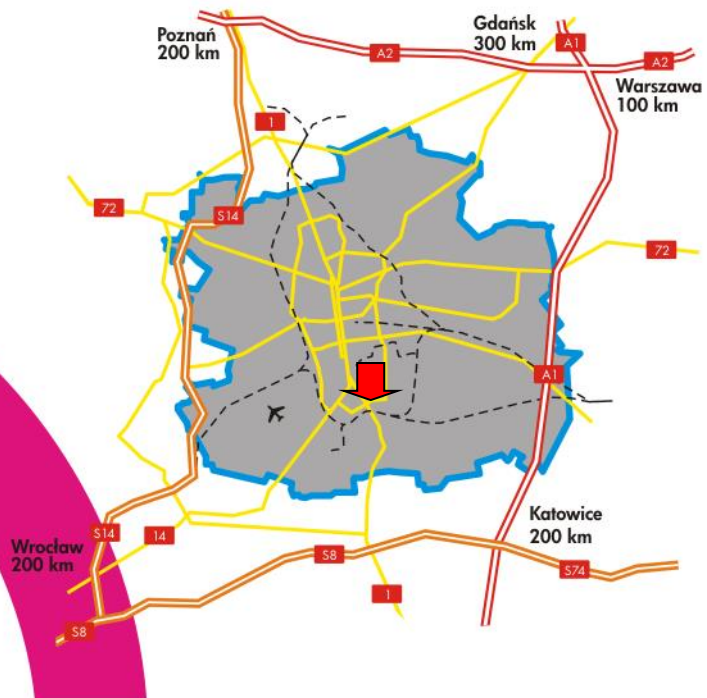 Gdańsk
300 km
A1
Poznań
200 km
A2
A2
Warszawa
100 km
1
72
S14
72
A1
Katowice
200 km
S14
14
Wrocław
200 km
S8
S74
1
S8